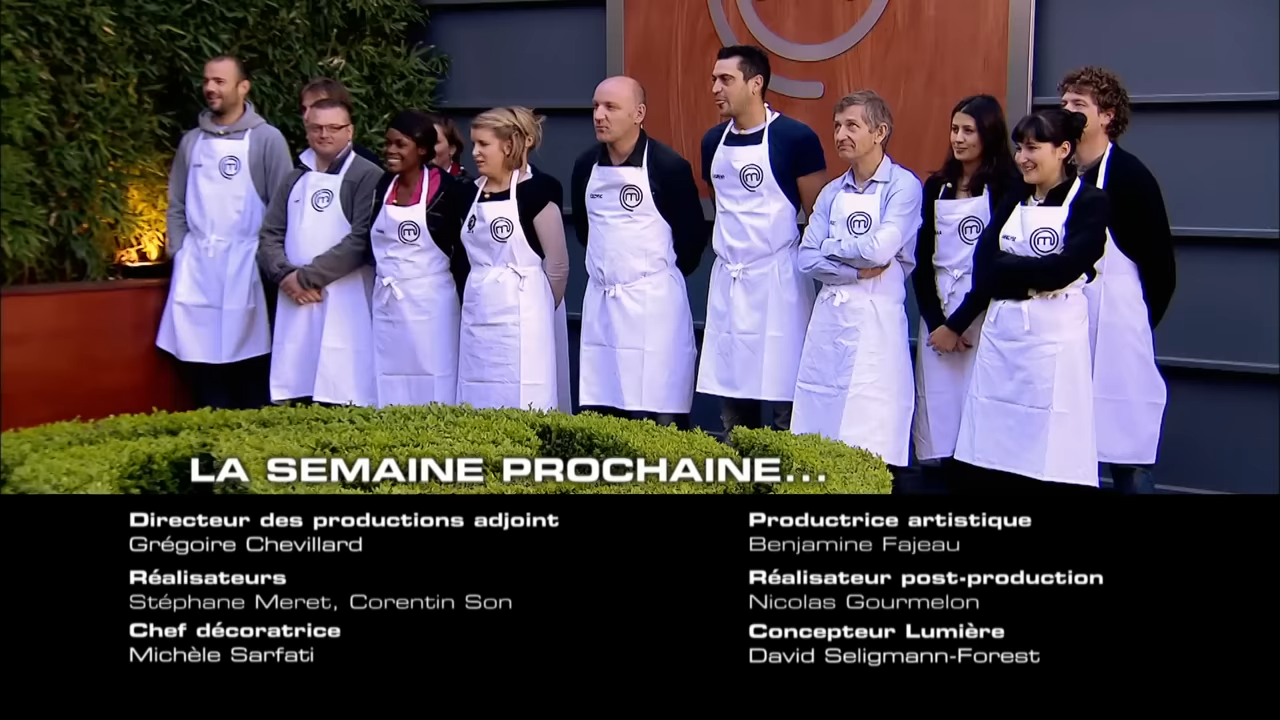 LA SEMAINE PROCHAINE...
Directeur des productions adjoint
Grégoire Chevillard
Réalisateurs
Stéphane Meret, Corentin Son
Chef décoratrice
Michèle Sarfati
Productrice artistique
Benjamine Fajeau
Réalisateur post-production
Nicolas Gourmelon
Concepteur Lumière
David Seligmann-Forest